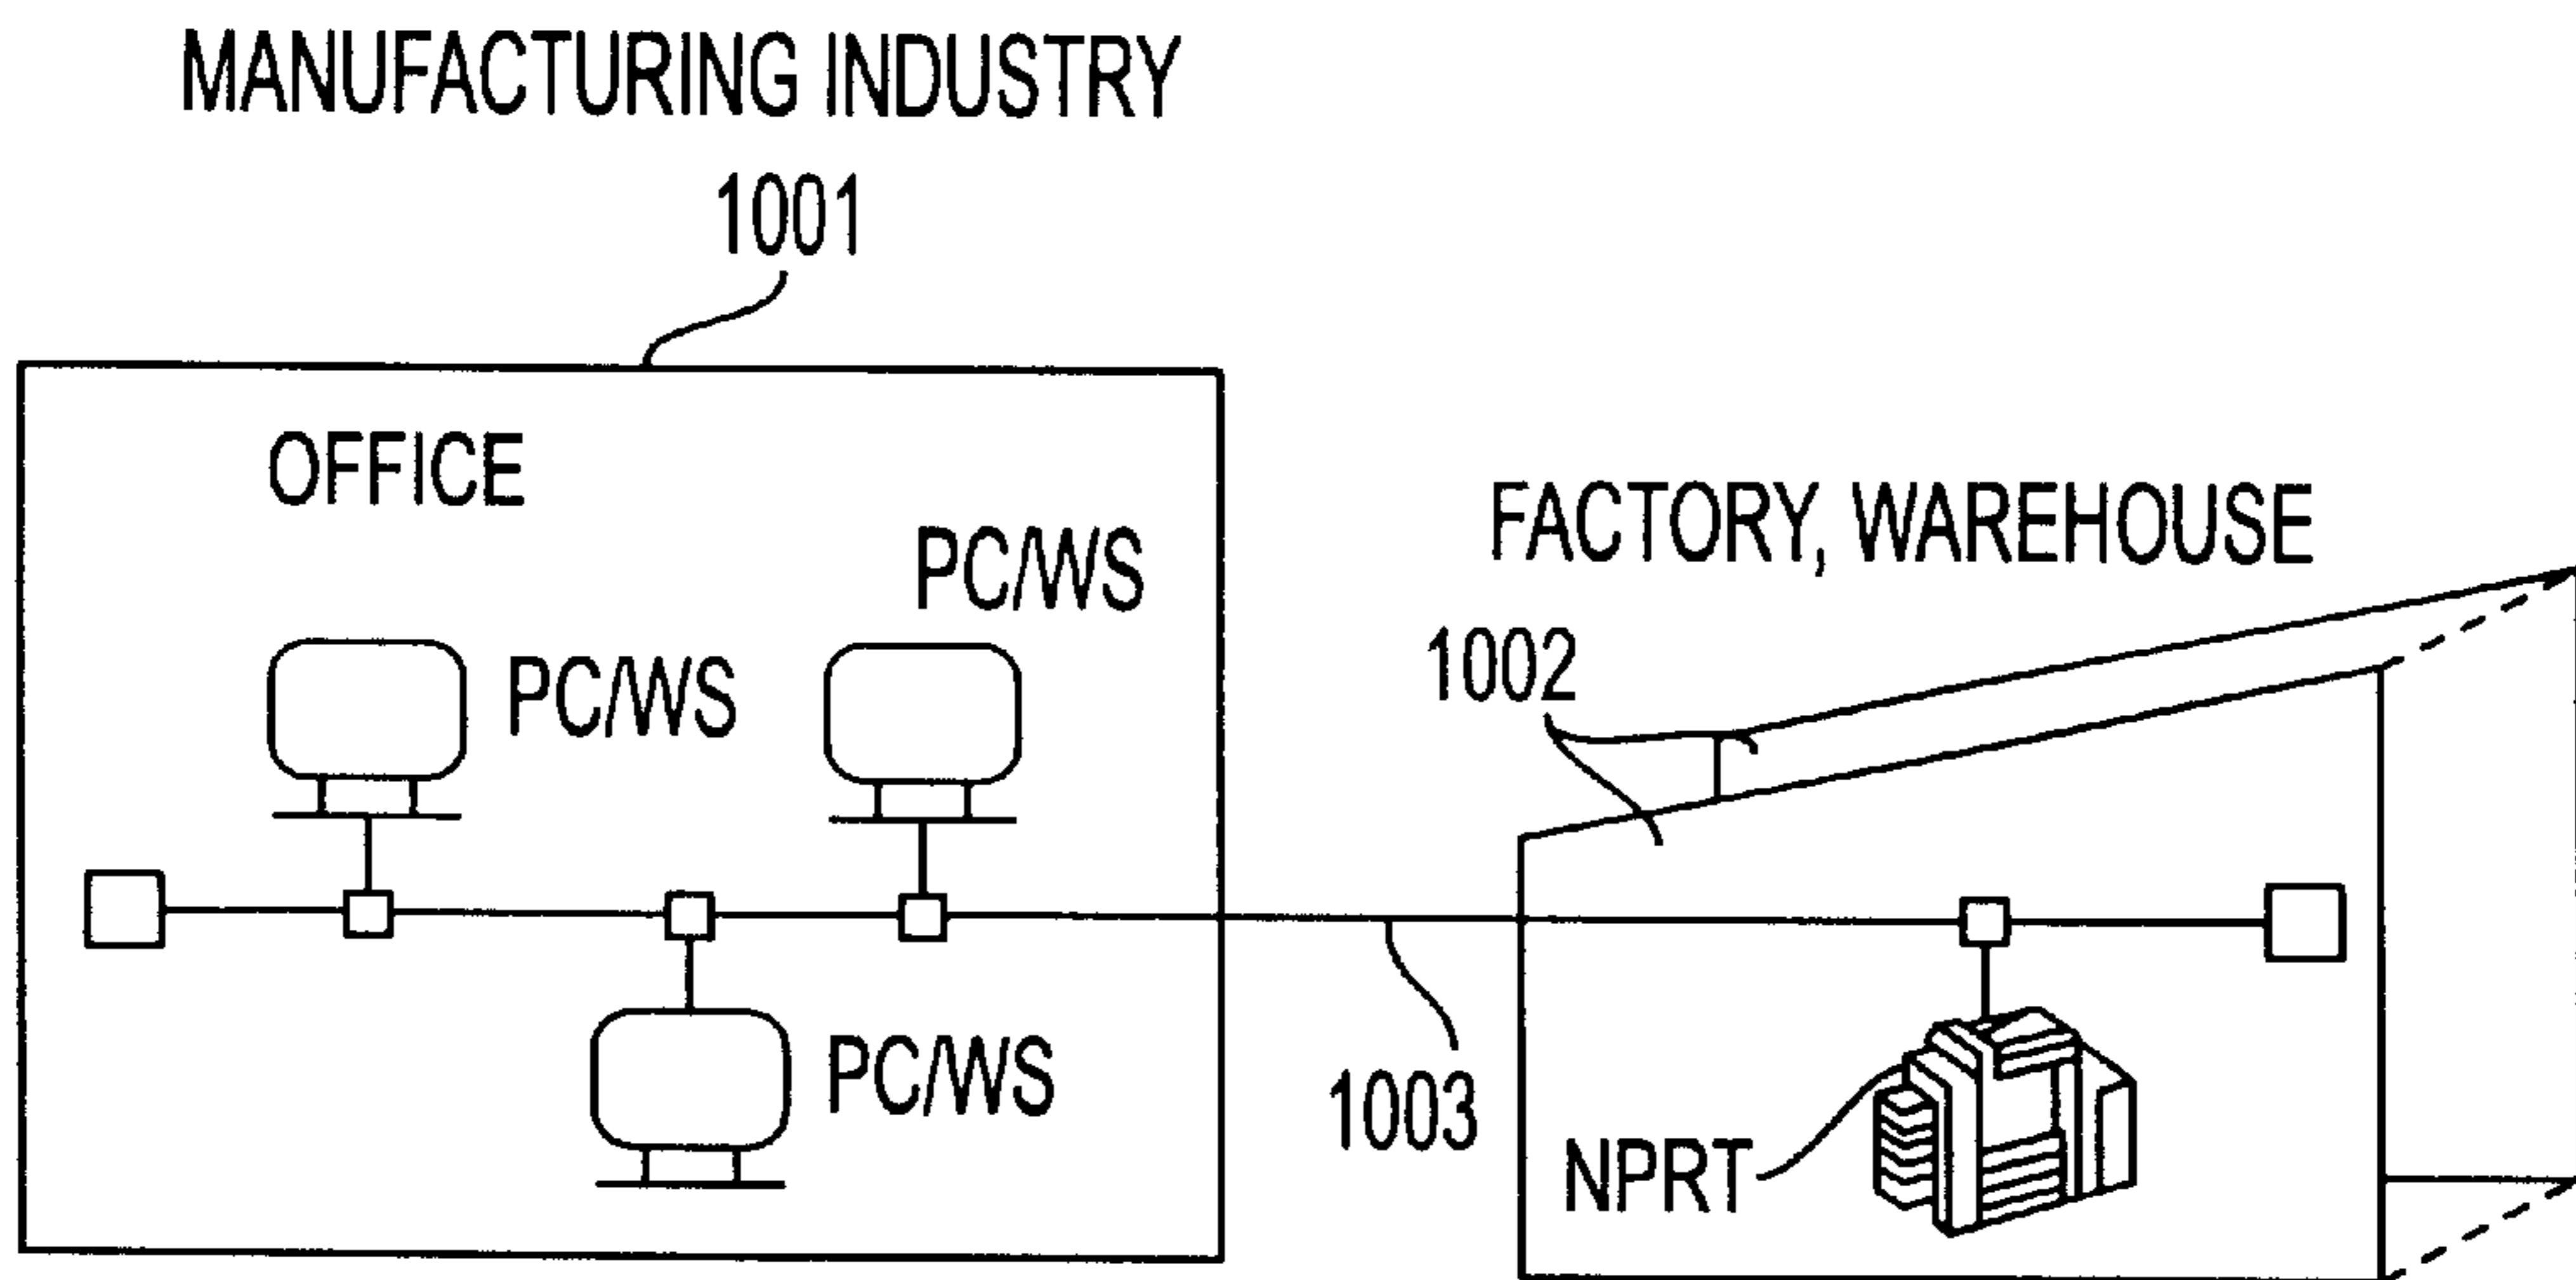 MANUFACTURING INDUSTRY
1001
OFFICE
PC/WS
PC/WS
PC/WS
FACTORY, WAREHOUSE
1002
1003
NPRT